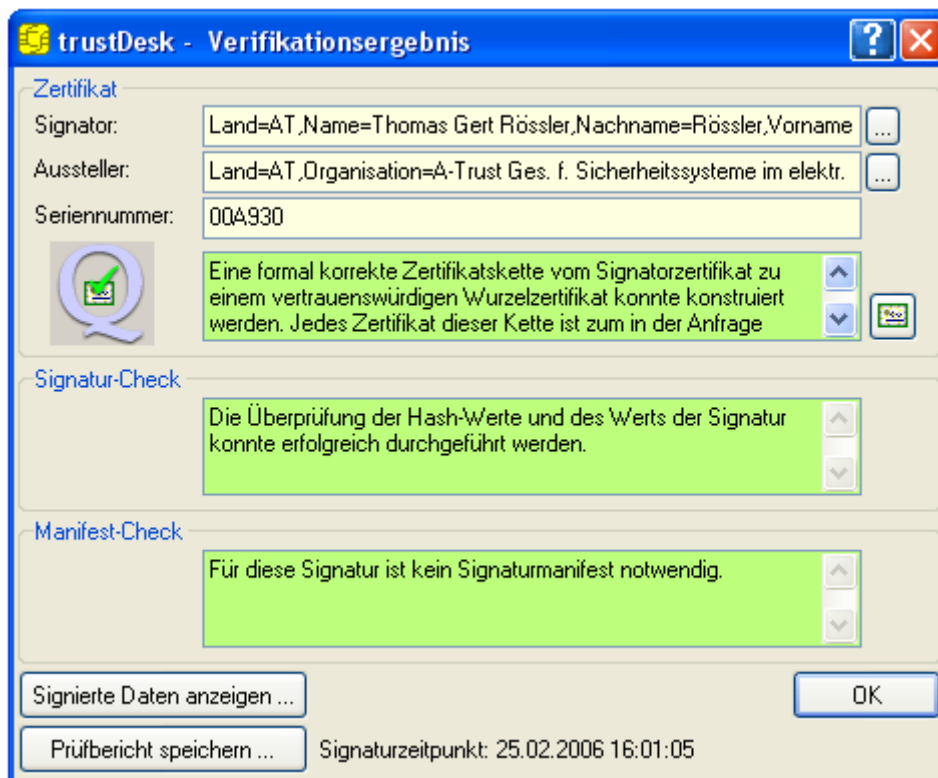 trustDesk - Verifikationsergebnis
Zertifikat
Signator: Land=AT,Name=Thomas Gert Rössler,Nachname=Rössler,Vorname ...
Aussteller: Land=AT,Organisation=A-Trust Ges. f. Sicherheitssysteme im elektr. ...
Seriennummer: 00A930
Q
Eine formal korrekte Zertifikatskette vom Signatorzertifikat zu
einem vertrauenswürdigen Wurzelzertifikat konnte konstruiert
werden. Jedes Zertifikat dieser Kette ist zum in der Anfrage
Signatur-Check
Die Überprüfung der Hash-Werte und des Werts der Signatur
konnte erfolgreich durchgeführt werden.
Manifest-Check
Für diese Signatur ist kein Signaturmanifest notwendig.
Signierte Daten anzeigen ... OK
Prüfbericht speichern ... Signaturzeitpunkt: 25.02.2006 16:01:05